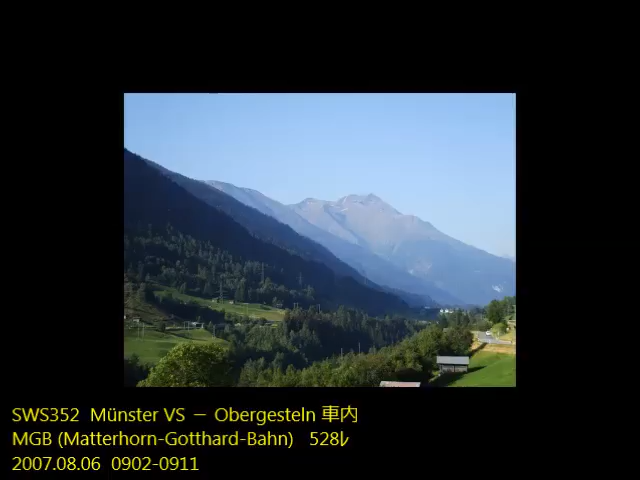 SWS352  Münster VS － Obergesteln 車内
MGB (Matterhorn-Gotthard-Bahn)   528ﾚ
2007.08.06  0902-0911